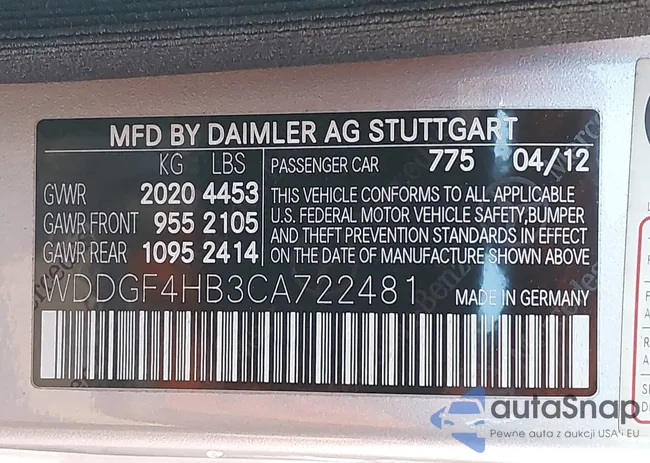 MFD BY DAIMLER AG STUTTGART
KG LBS PASSENGER CAR 775 04/12
GVWR 2020 4453
GAWR FRONT 955 2105
GAWR REAR 1095 2414
THIS VEHICLE CONFORMS TO ALL APPLICABLE
U.S. FEDERAL MOTOR VEHICLE SAFETY,BUMPER
AND THEFT PREVENTION STANDARDS IN EFFECT
ON THE DATE OF MANUFACTURE SHOWN ABOVE
WDDGF4HB3CA722481 MADE IN GERMANY
autoSnap
Pewne auta z aukcji USA i EU